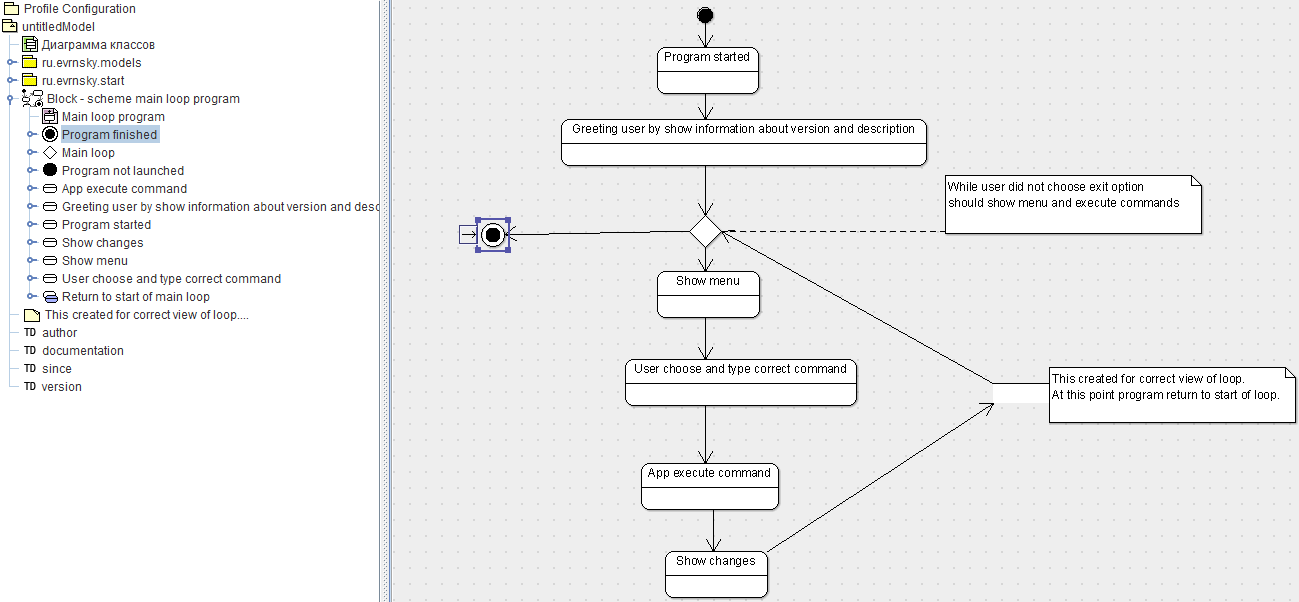 Profile Configuration
untitledModel
Диаграмма классов
ru.evrnsky.models
ru.evrnsky.start
Block - scheme main loop program
Main loop program
Program finished
Main loop
Program not launched
App execute command
Greeting user by show information about version and desc
Program started
Show changes
Show menu
User choose and type correct command
Return to start of main loop
This created for correct view of loop....
TD author
TD documentation
TD since
TD version
Program started
Greeting user by show information about version and description
While user did not choose exit option
should show menu and execute commands
Show menu
User choose and type correct command
This created for correct view of loop.
At this point program return to start of loop.
App execute command
Show changes